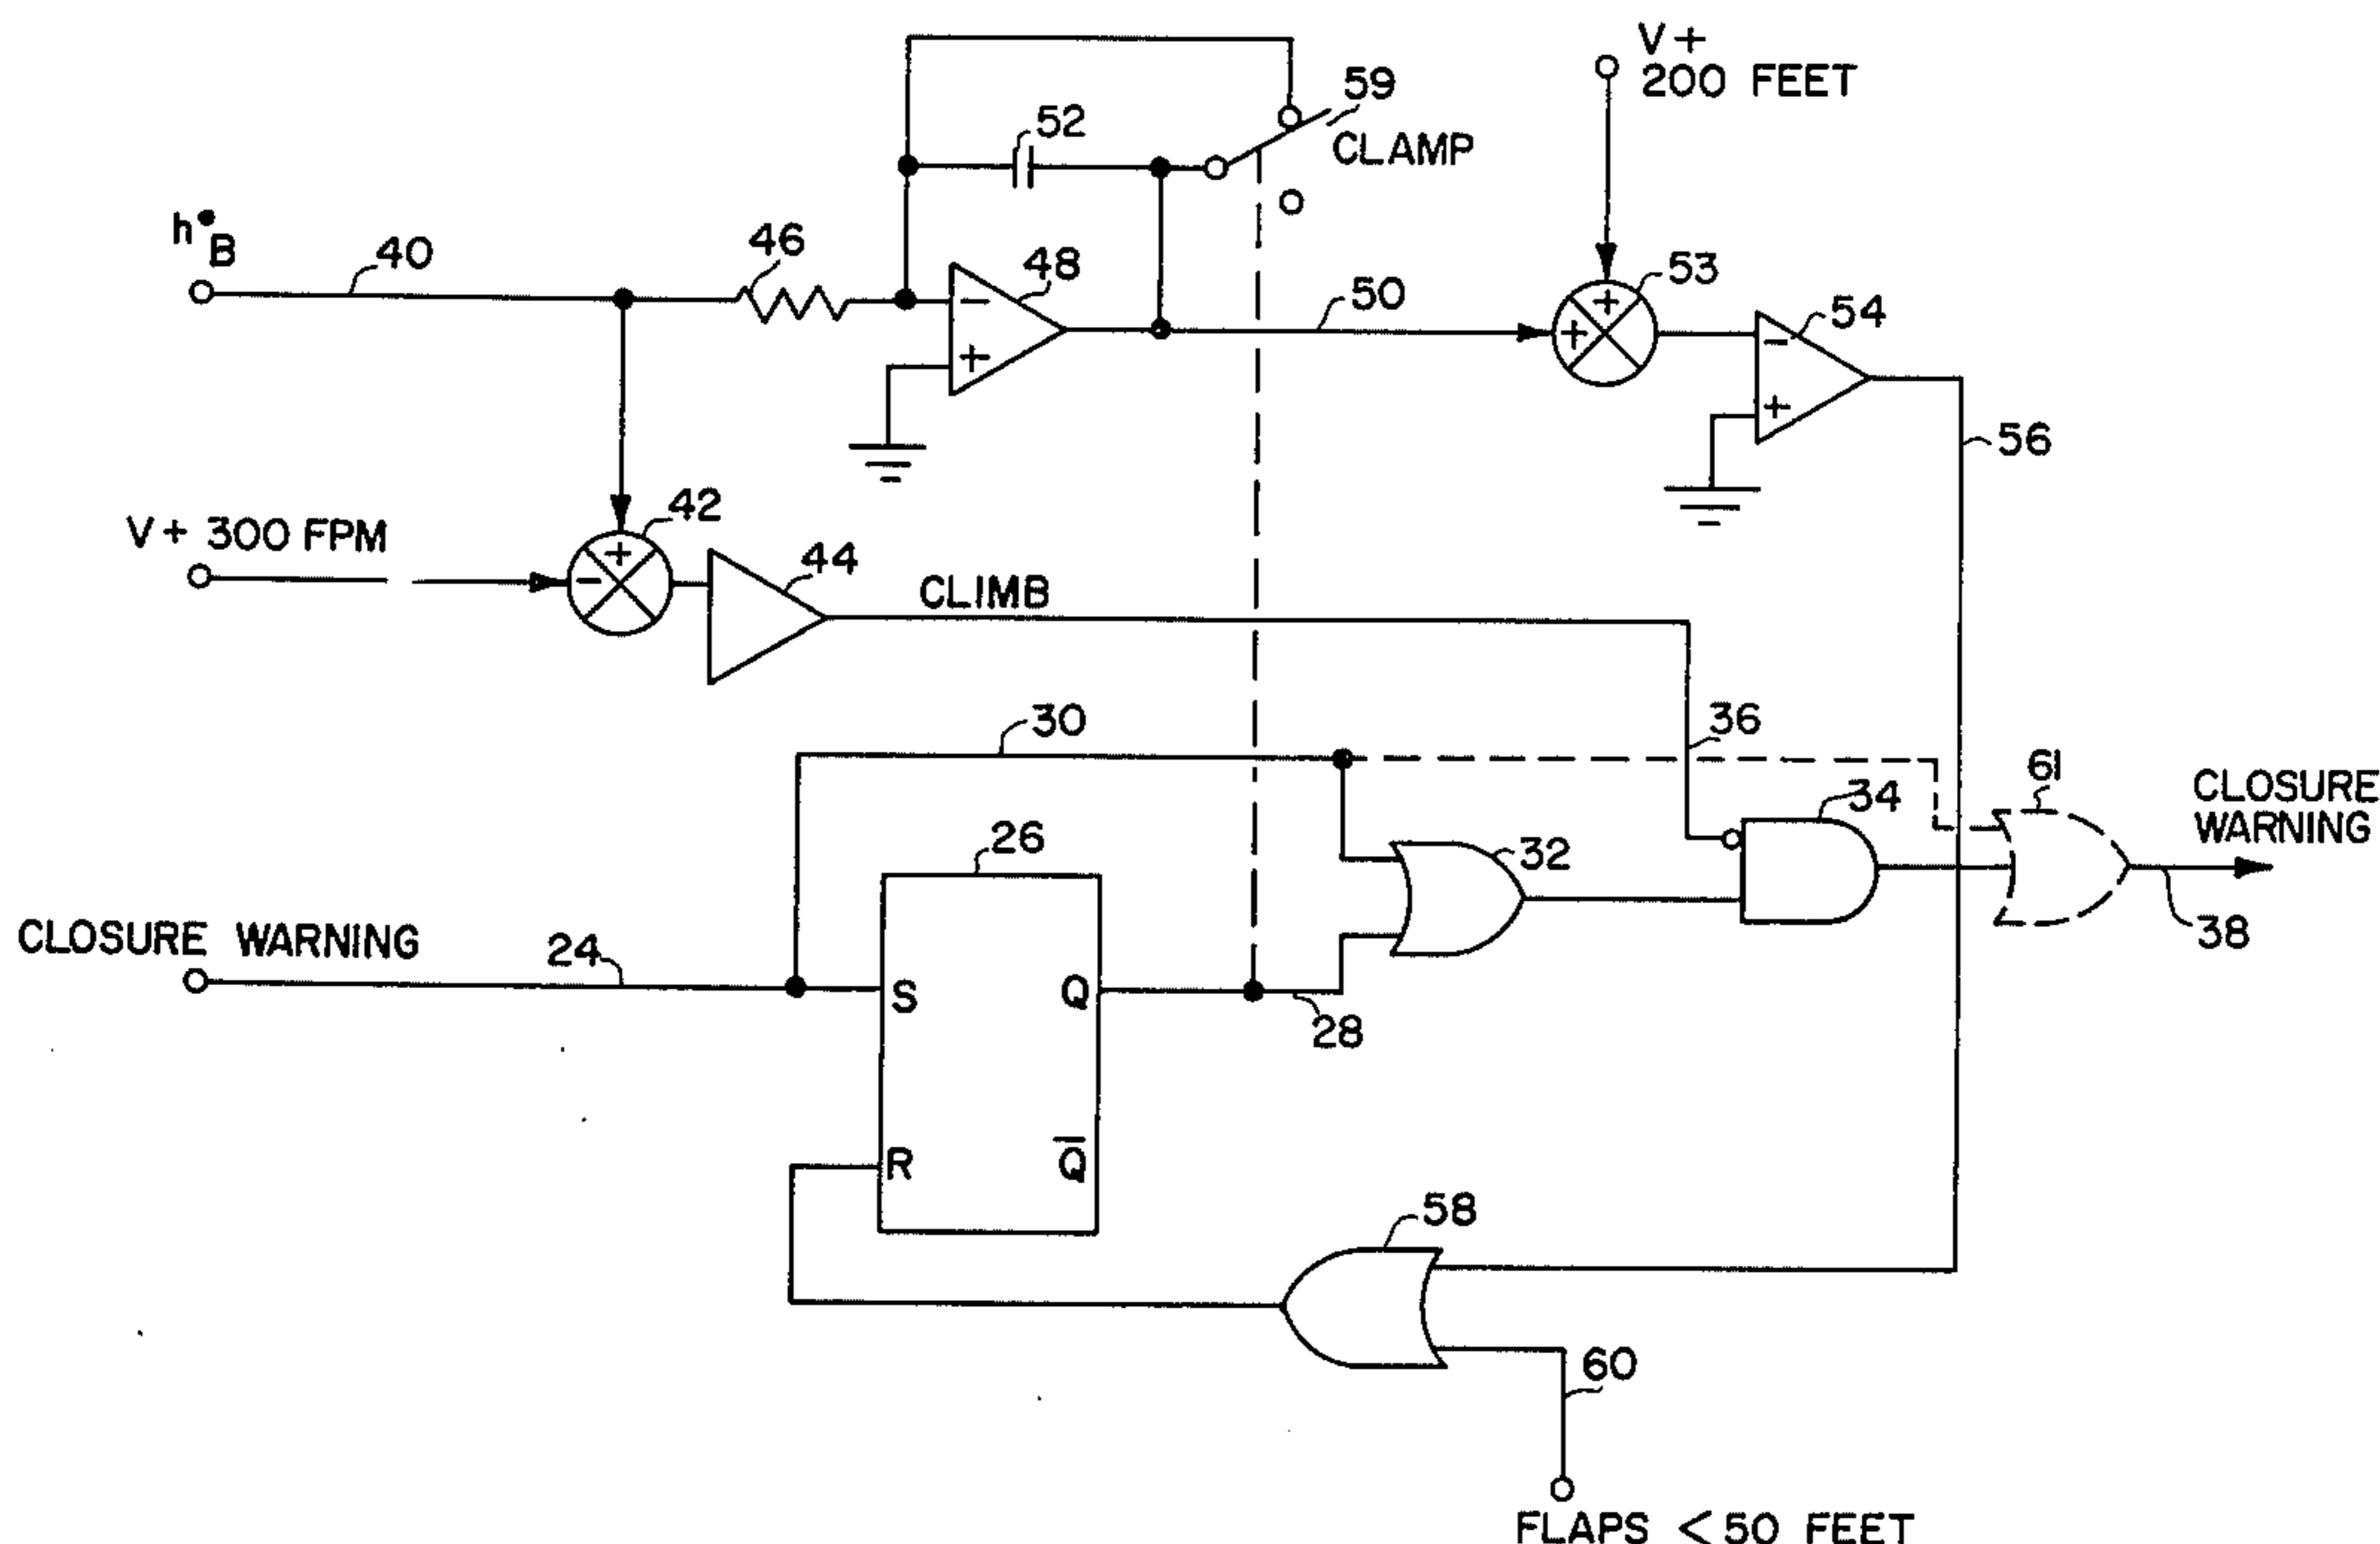 V +
200 FEET
59
52
CLAMP
h•B
40
46
48
50
53
54
−
+
+
+
−
+
56
42
V + 300 FPM
44
+
−
CLIMB
30
36
61
34
CLOSURE
WARNING
26
32
38
CLOSURE WARNING
24
S
Q
28
R
Q̅
58
60
FLAPS < 50 FEET